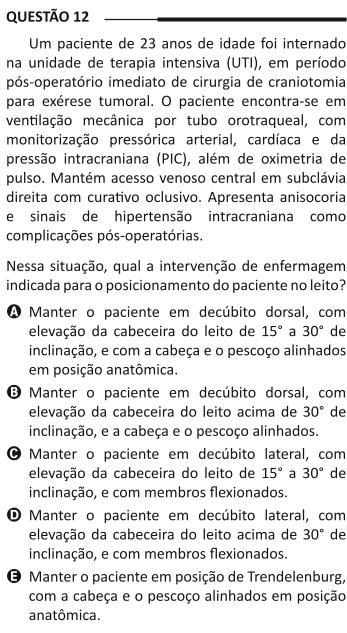 QUESTÃO 12
Um paciente de 23 anos de idade foi internado
na unidade de terapia intensiva (UTI), em período
pós-operatório imediato de cirurgia de craniotomia
para exérese tumoral. O paciente encontra-se em
ventilação mecânica por tubo orotraqueal, com
monitorização pressórica arterial, cardíaca e da
pressão intracraniana (PIC), além de oximetria de
pulso. Mantém acesso venoso central em subclávia
direita com curativo oclusivo. Apresenta anisocoria
e sinais de hipertensão intracraniana como
complicações pós-operatórias.
Nessa situação, qual a intervenção de enfermagem
indicada para o posicionamento do paciente no leito?
A Manter o paciente em decúbito dorsal, com
elevação da cabeceira do leito de 15° a 30° de
inclinação, e com a cabeça e o pescoço alinhados
em posição anatômica.
B Manter o paciente em decúbito dorsal, com
elevação da cabeceira do leito acima de 30° de
inclinação, e a cabeça e o pescoço alinhados.
C Manter o paciente em decúbito lateral, com
elevação da cabeceira do leito de 15° a 30° de
inclinação, e com membros flexionados.
D Manter o paciente em decúbito lateral, com
elevação da cabeceira do leito acima de 30° de
inclinação, e com membros flexionados.
E Manter o paciente em posição de Trendelenburg,
com a cabeça e o pescoço alinhados em posição
anatômica.